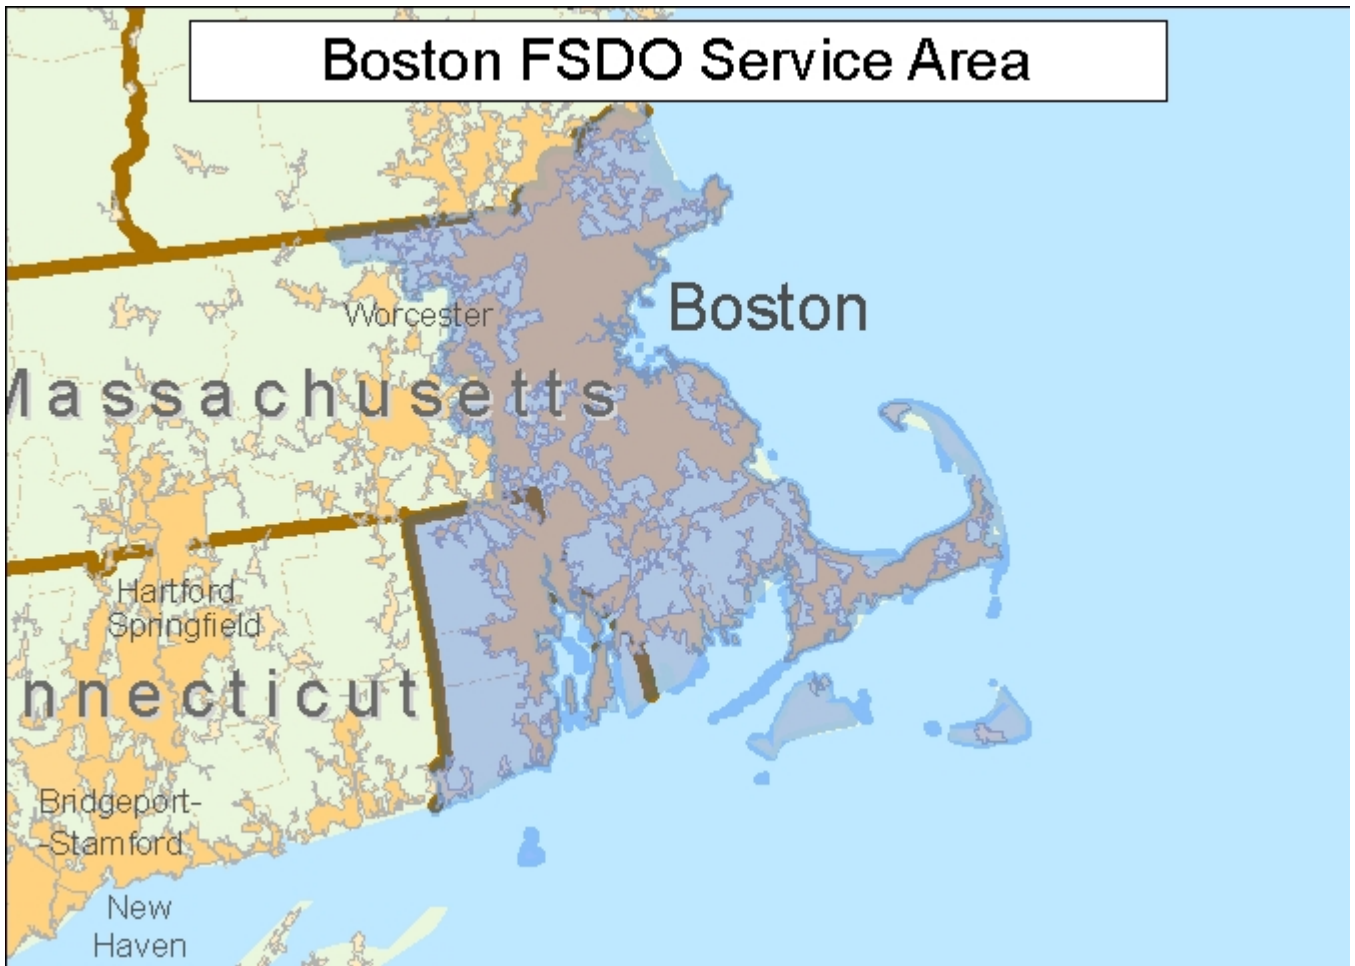 Boston FSDO Service Area
Boston
Worcester
Massachusetts
Hartford
Springfield
nnecticut
Bridgeport-
-Stamford
New
Haven